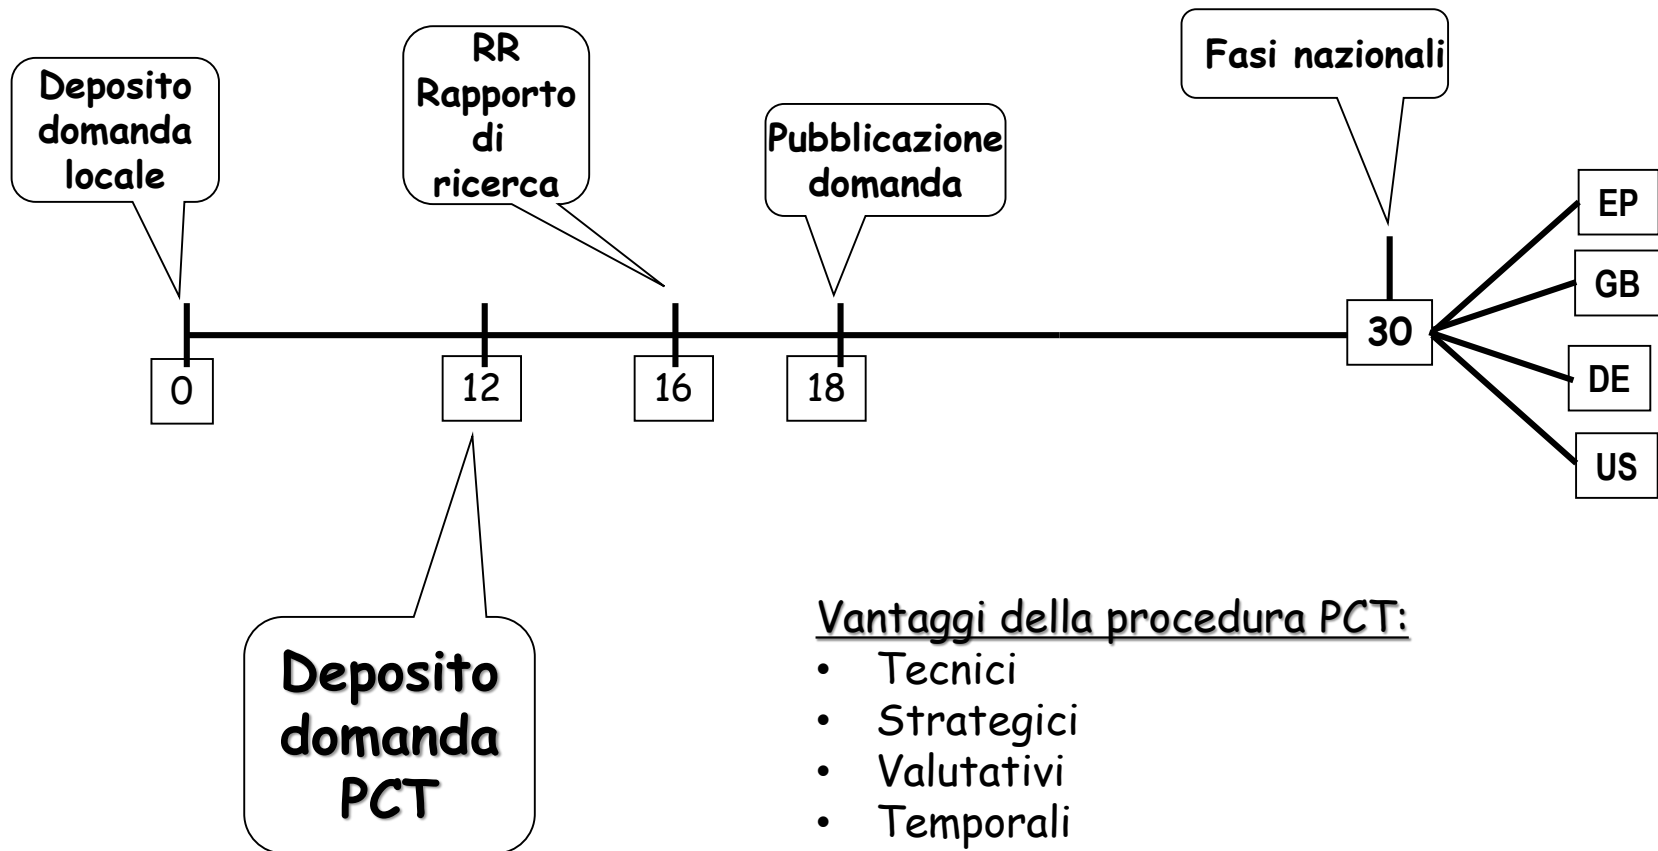 Deposito
domanda
locale
RR
Rapporto
di
ricerca
Pubblicazione
domanda
Fasi nazionali
EP
GB
DE
US
0
12
16
18
30
Deposito
domanda
PCT
Vantaggi della procedura PCT:
• Tecnici
• Strategici
• Valutativi
• Temporali